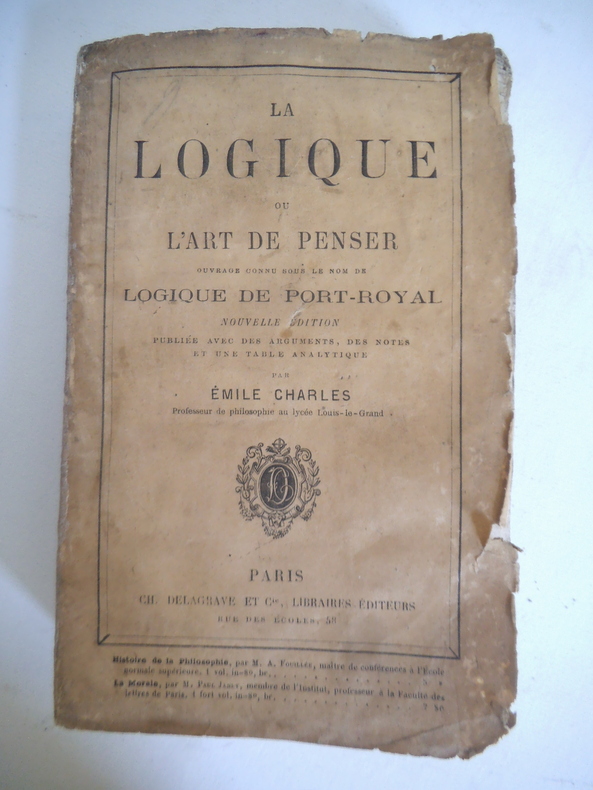 LA
LOGIQUE
OU
L'ART DE PENSER
OUVRAGE CONNU SOUS LE NOM DE
LOGIQUE DE PORT-ROYAL
NOUVELLE ÉDITION
PUBLIÉE AVEC DES ARGUMENTS, DES NOTES
ET UNE TABLE ANALYTIQUE
PAR
ÉMILE CHARLES
Professeur de philosophie au lycée Louis-le-Grand
PARIS
CH. DELAGRAVE ET Cie, LIBRAIRES-ÉDITEURS
RUE DES ÉCOLES, 58
Histoire de la Philosophie, par M. A. Fouillée, maître de conférences à l'École
normale supérieure. 1 vol. in-8o, br.
La Morale, par M. Paul Janet, membre de l'Institut, professeur à la Faculté des
lettres de Paris. 1 fort vol. in-8o, br.